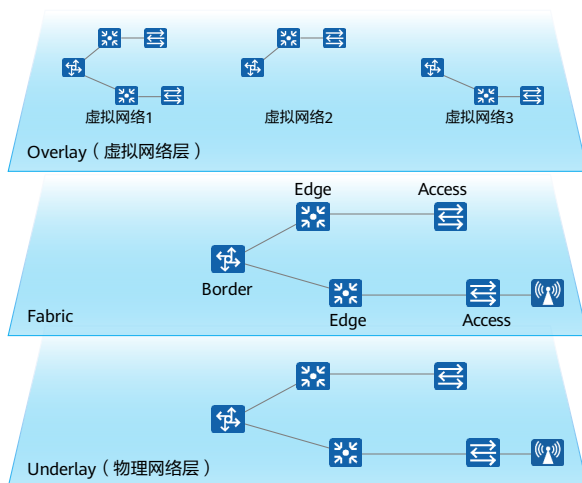 虚拟网络1
虚拟网络2
虚拟网络3
Overlay（虚拟网络层）
Edge
Access
Border
Edge
Access
Fabric
Underlay（物理网络层）